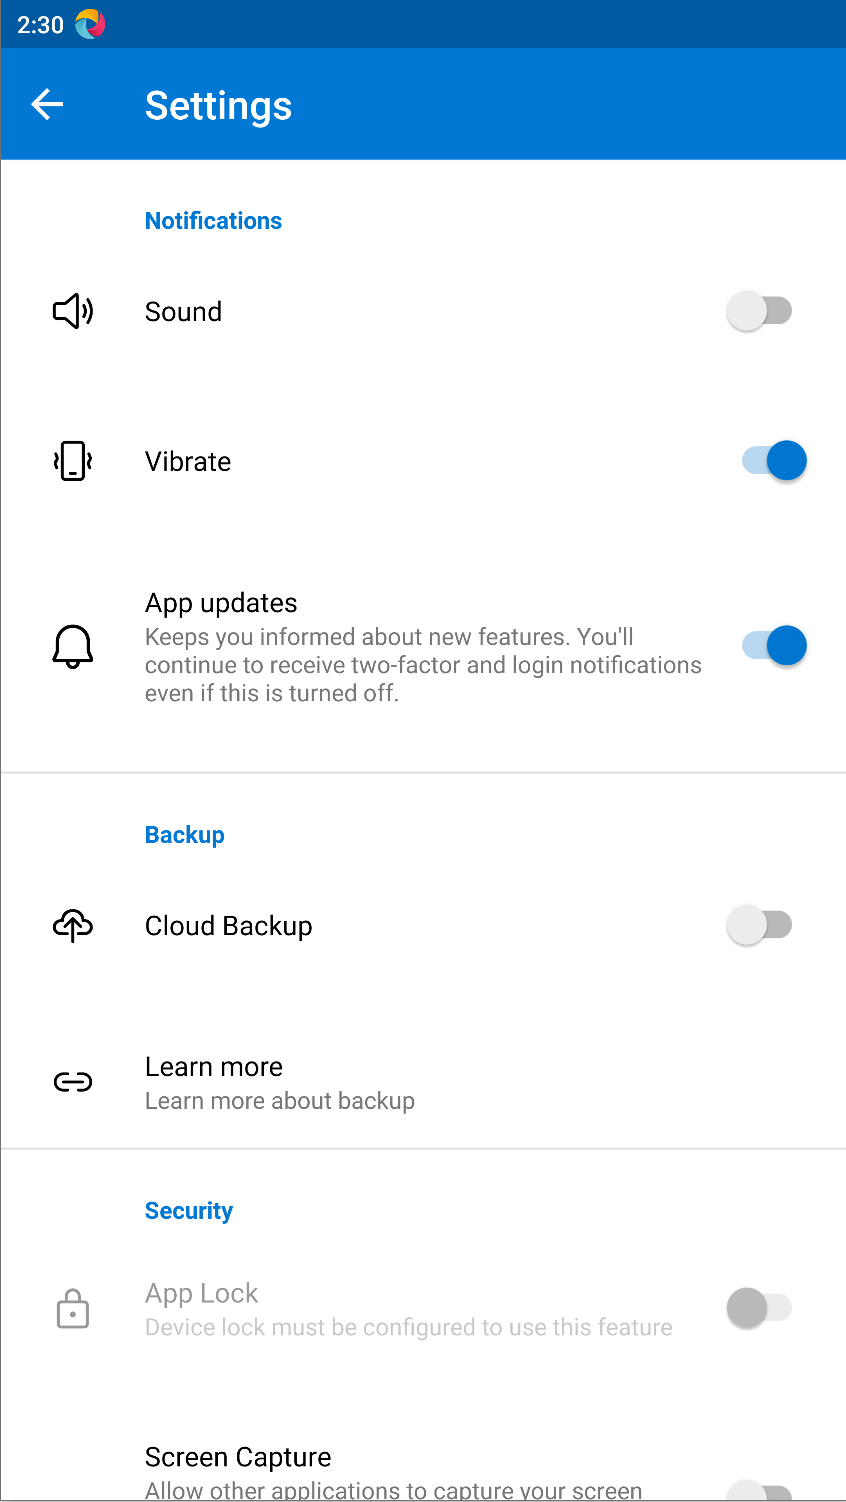 2:30
Settings
Notifications
Sound
Vibrate
App updates
Keeps you informed about new features. You'll
continue to receive two-factor and login notifications
even if this is turned off.
Backup
Cloud Backup
Learn more
Learn more about backup
Security
App Lock
Device lock must be configured to use this feature
Screen Capture
Allow other applications to capture your screen